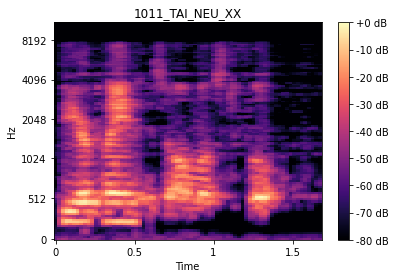 1011_TAI_NEU_XX
8192
4096
2048
1024
512
0
Hz
0
0.5
1
1.5
Time
+0 dB
-10 dB
-20 dB
-30 dB
-40 dB
-50 dB
-60 dB
-70 dB
-80 dB